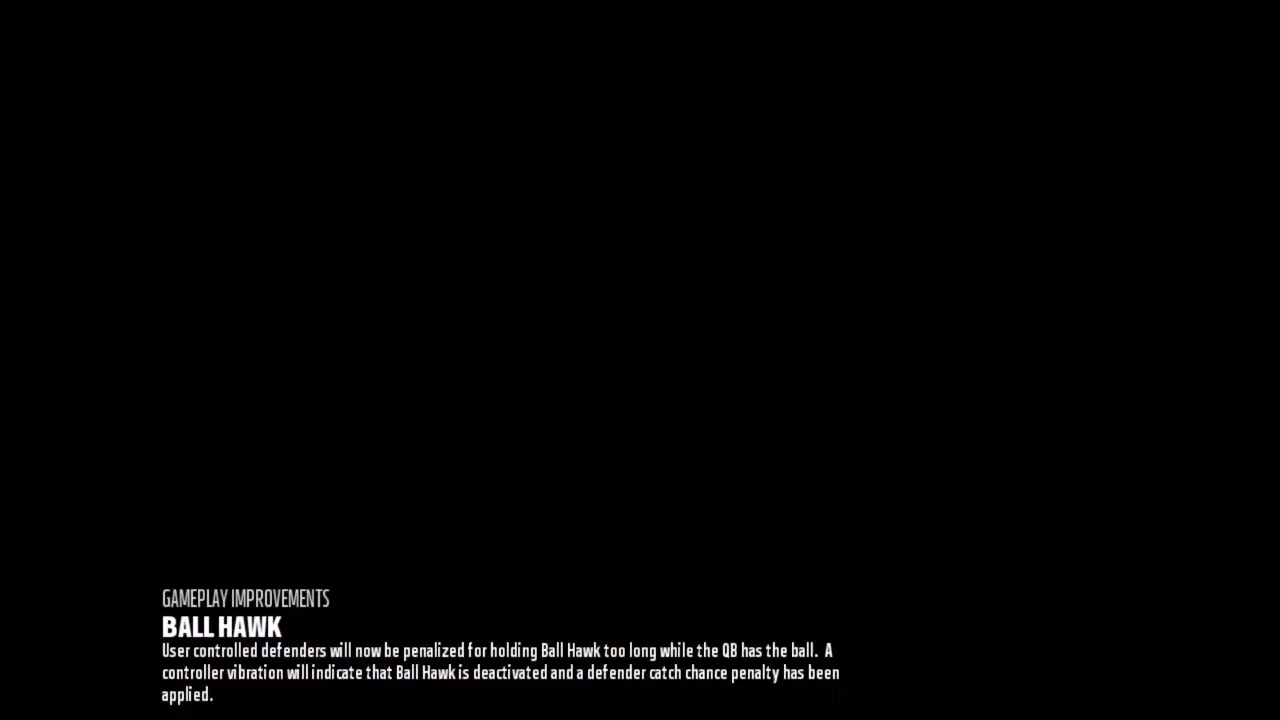 GAMEPLAY IMPROVEMENTS
BALL HAWK
User controlled defenders will now be penalized for holding Ball Hawk too long while the QB has the ball.  A
controller vibration will indicate that Ball Hawk is deactivated and a defender catch chance penalty has been
applied.